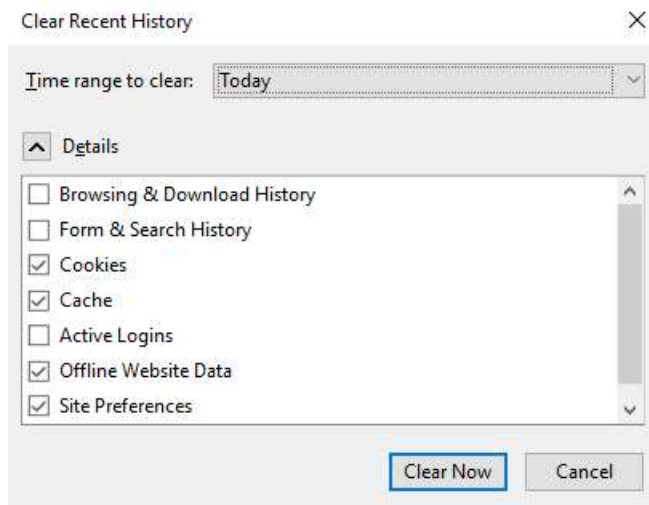 Clear Recent History
Time range to clear: Today
Details
Browsing & Download History
Form & Search History
Cookies
Cache
Active Logins
Offline Website Data
Site Preferences
Clear Now Cancel